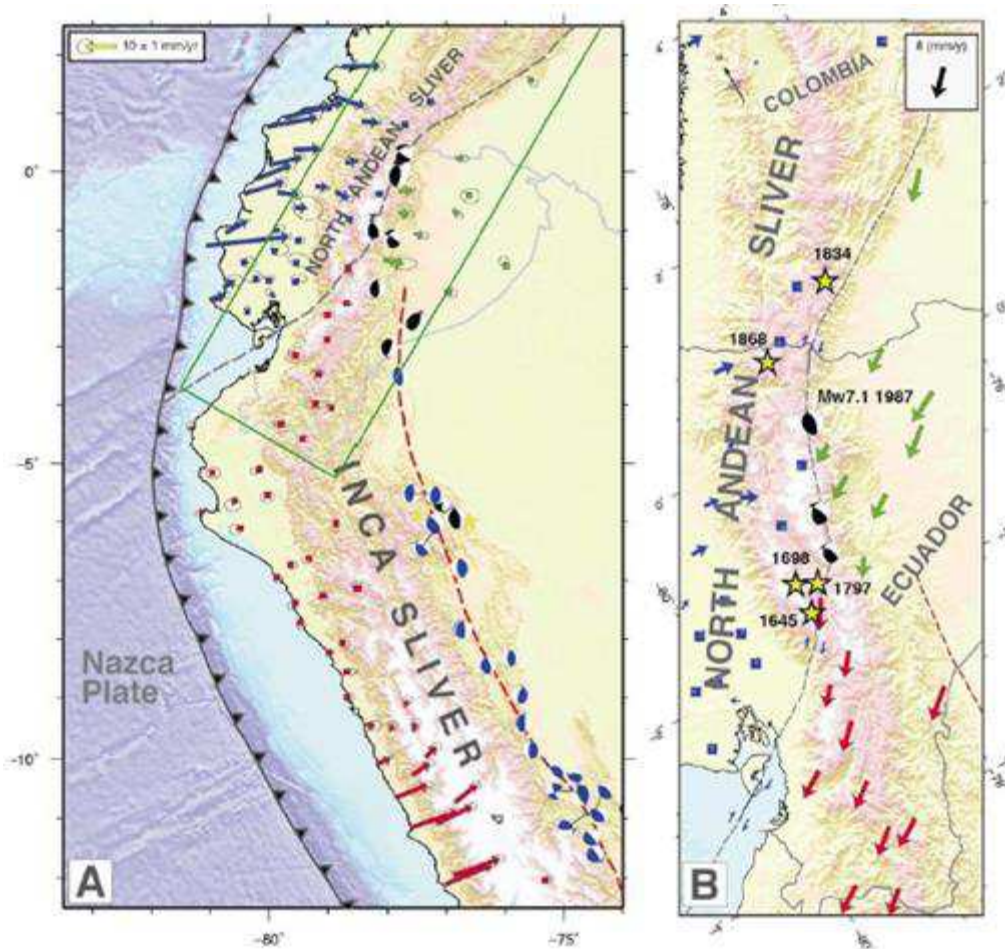 10 ± 1 mm/yr
0°
-5°
-10°
-80°
-75°
NORTH ANDEAN SLIVER
INCA SLIVER
Nazca
Plate
A
8 (mm/y)
COLOMBIA
NORTH ANDEAN SLIVER
1834
1868
Mw7.1 1987
1698
1797
1645
ECUADOR
B